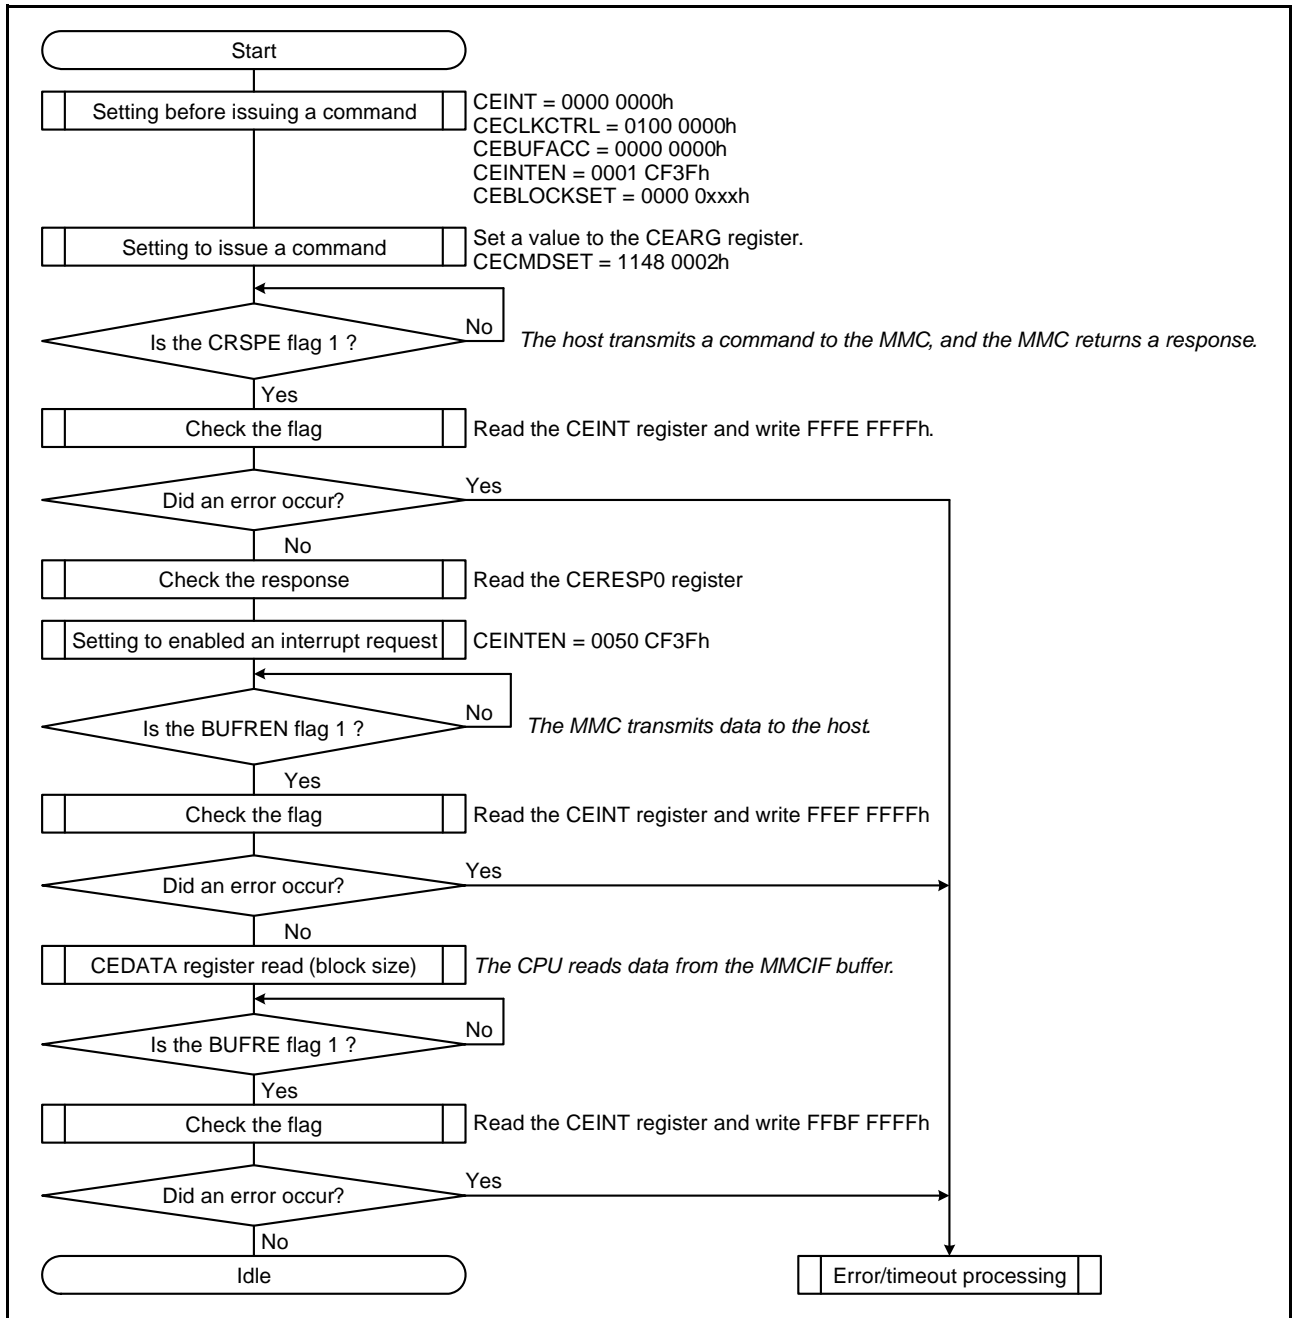 Start
Setting before issuing a command
CEINT = 0000 0000h
CECLKCTRL = 0100 0000h
CEBUFACC = 0000 0000h
CEINTEN = 0001 CF3Fh
CEBLOCKSET = 0000 0xxxh
Setting to issue a command
Set a value to the CEARG register.
CECMDSET = 1148 0002h
Is the CRSPE flag 1 ?
No
The host transmits a command to the MMC, and the MMC returns a response.
Yes
Check the flag
Read the CEINT register and write FFFE FFFFh.
Did an error occur?
Yes
No
Check the response
Read the CERESP0 register
Setting to enabled an interrupt request
CEINTEN = 0050 CF3Fh
Is the BUFREN flag 1 ?
No
The MMC transmits data to the host.
Yes
Check the flag
Read the CEINT register and write FFEF FFFFh
Did an error occur?
Yes
No
CEDATA register read (block size)
The CPU reads data from the MMCIF buffer.
Is the BUFRE flag 1 ?
No
Yes
Check the flag
Read the CEINT register and write FFBF FFFFh
Did an error occur?
Yes
No
Idle
Error/timeout processing